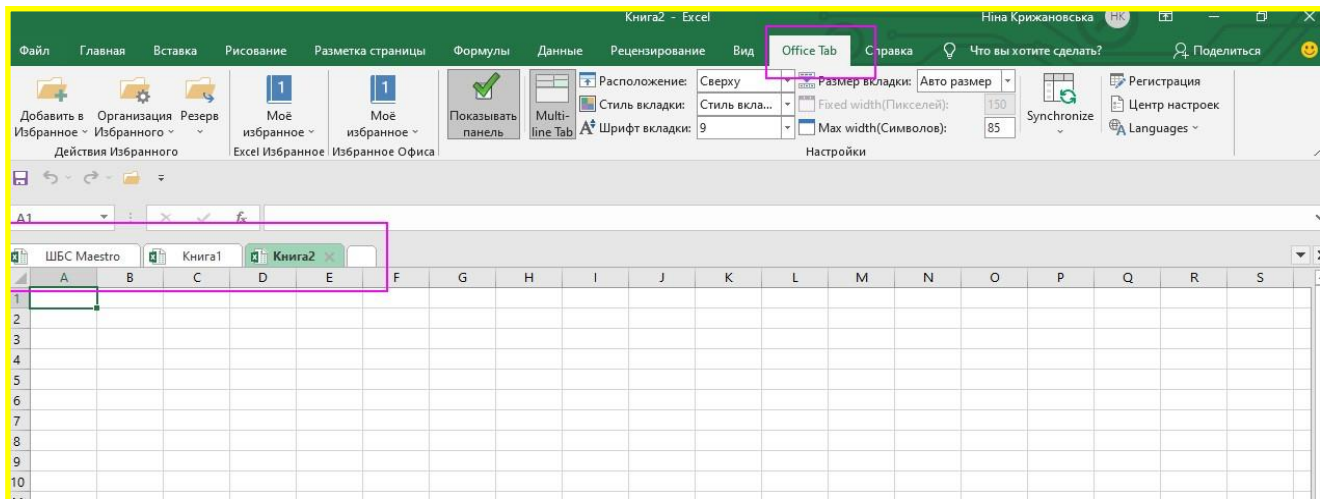 Книга2 - Excel
Ніна Крижановська НК
Файл Главная Вставка Рисование Разметка страницы Формулы Данные Рецензирование Вид Office Tab Справка Что вы хотите сделать? Поделиться
Добавить в Избранное
Организация Избранного
Резерв
Действия Избранного
1
Моё избранное
Excel Избранное
1
Моё избранное
Избранное Офиса
Показывать панель
Multi-line Tab
Расположение: Сверху
Стиль вкладки: Стиль вкла...
Шрифт вкладки: 9
Размер вкладки: Авто размер
Fixed width(Пикселей): 150
Max width(Символов): 85
Настройки
Synchronize
Регистрация
Центр настроек
Languages
A1 fx
ШБС Maestro Книга1 Книга2
A B C D E F G H I J K L M N O P Q R S
1
2
3
4
5
6
7
8
9
10